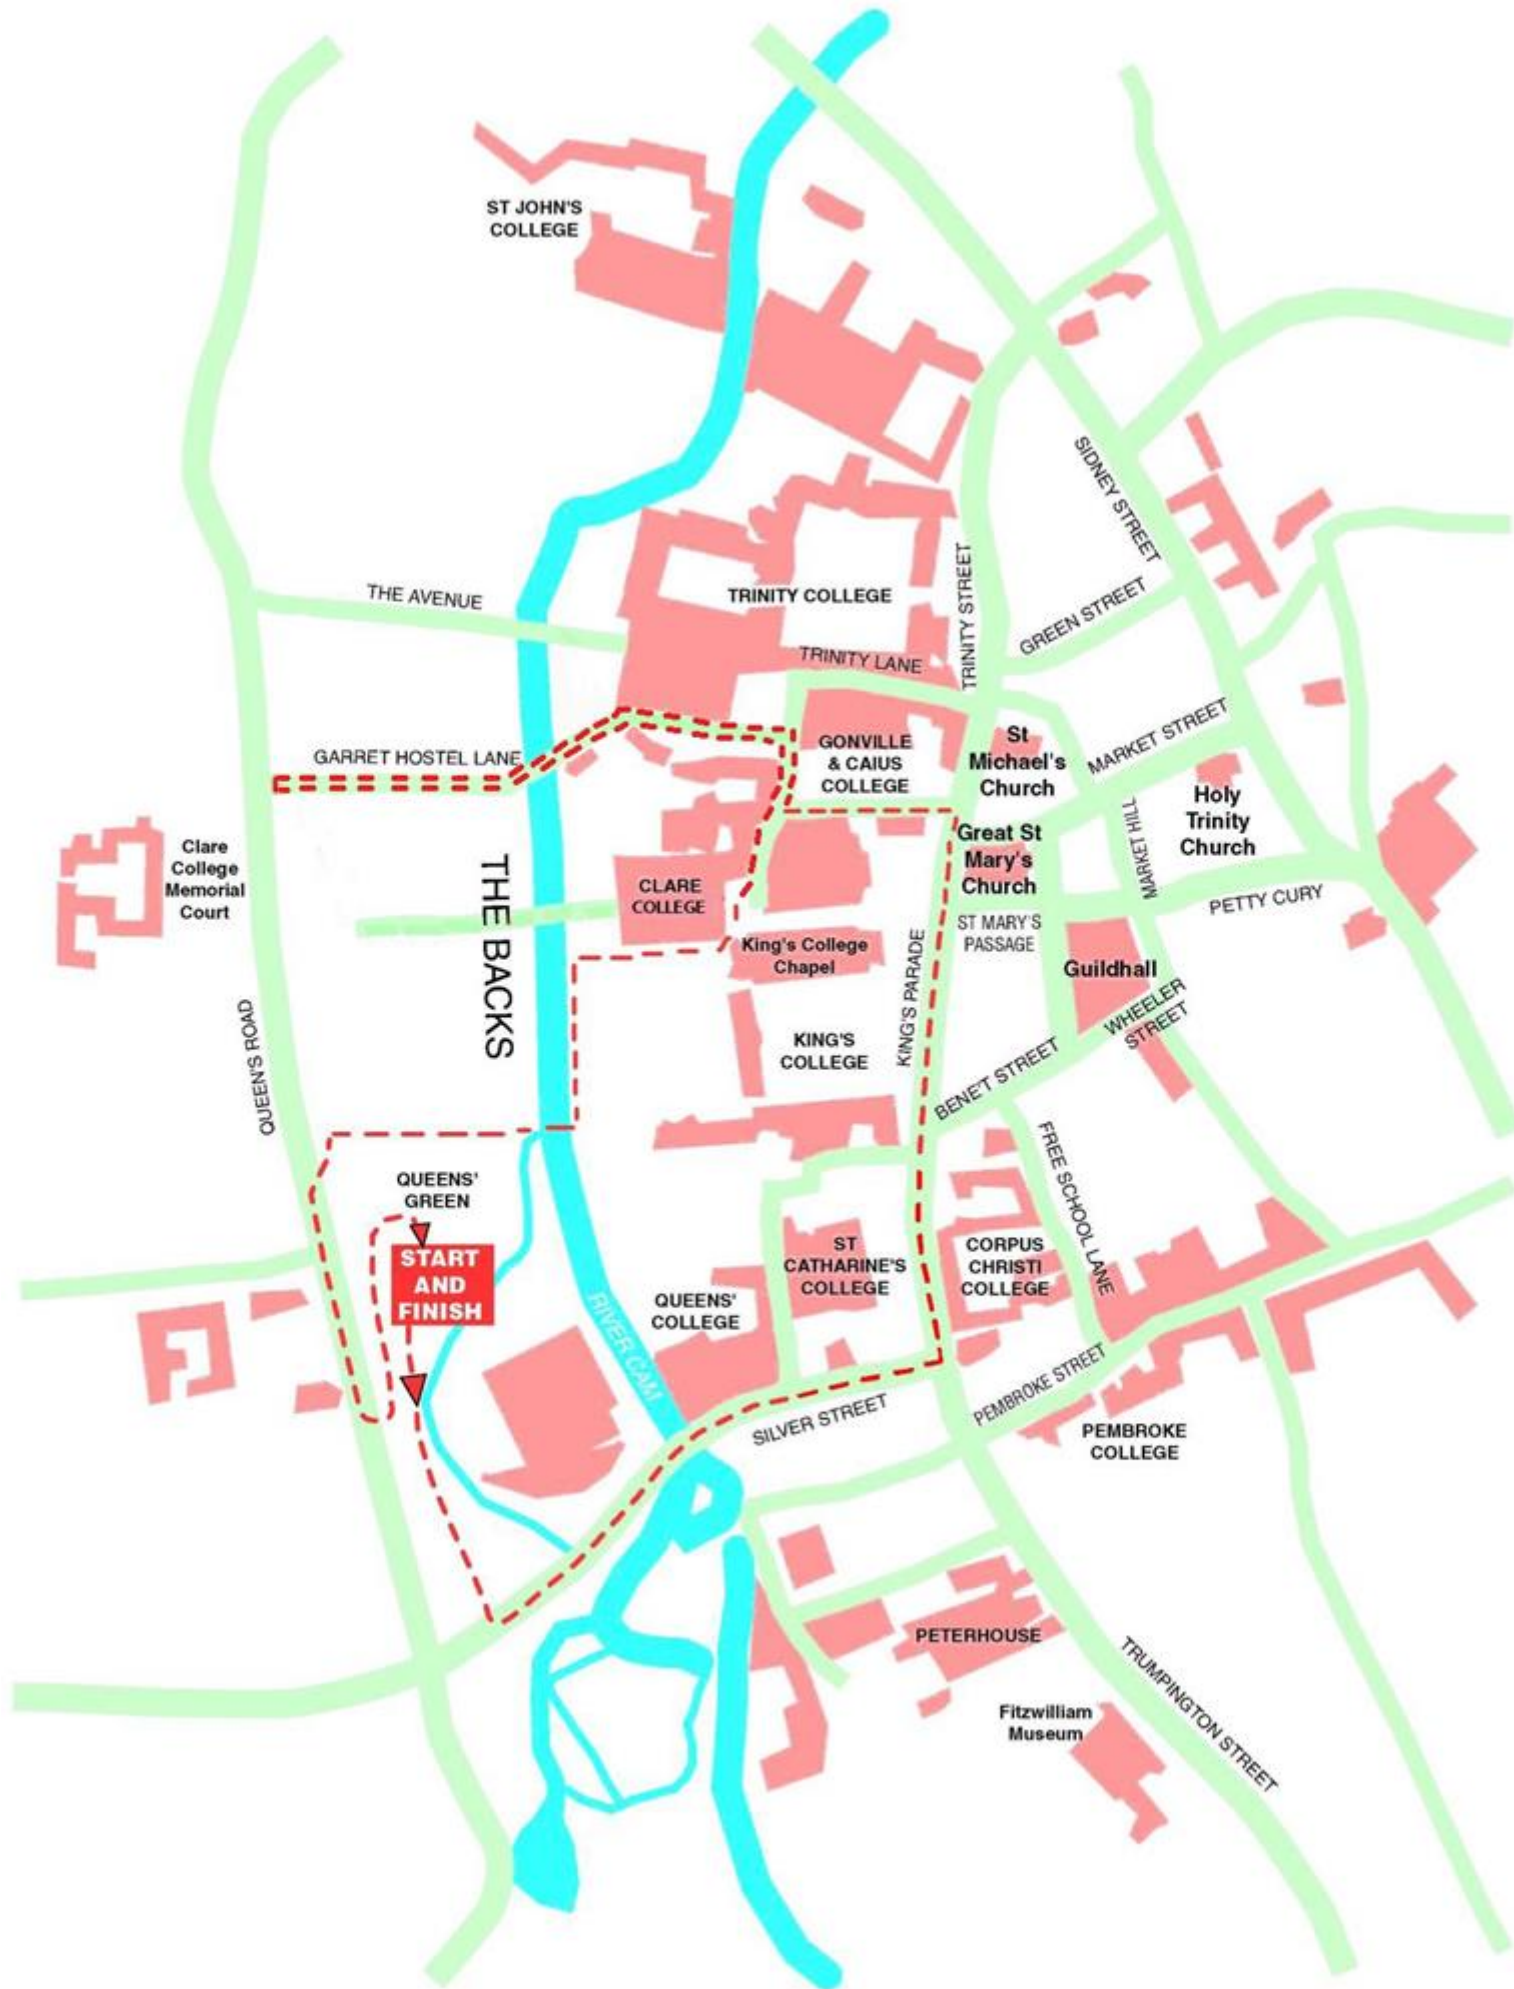 ST JOHN'S
COLLEGE
SIDNEY STREET
THE AVENUE
TRINITY COLLEGE
TRINITY STREET
GREEN STREET
TRINITY LANE
GARRET HOSTEL LANE
GONVILLE
& CAIUS
COLLEGE
St
Michael's
Church
MARKET STREET
Holy
Trinity
Church
MARKET HILL
Clare
College
Memorial
Court
Great St
Mary's
Church
THE BACKS
CLARE
COLLEGE
PETTY CURY
ST MARY'S
PASSAGE
King's College
Chapel
Guildhall
KING'S PARADE
WHEELER
STREET
QUEEN'S ROAD
KING'S
COLLEGE
BENE'T STREET
FREE SCHOOL LANE
QUEENS'
GREEN
START
AND
FINISH
ST
CATHARINE'S
COLLEGE
CORPUS
CHRISTI
COLLEGE
QUEENS'
COLLEGE
RIVER CAM
SILVER STREET
PEMBROKE STREET
PEMBROKE
COLLEGE
PETERHOUSE
TRUMPINGTON STREET
Fitzwilliam
Museum